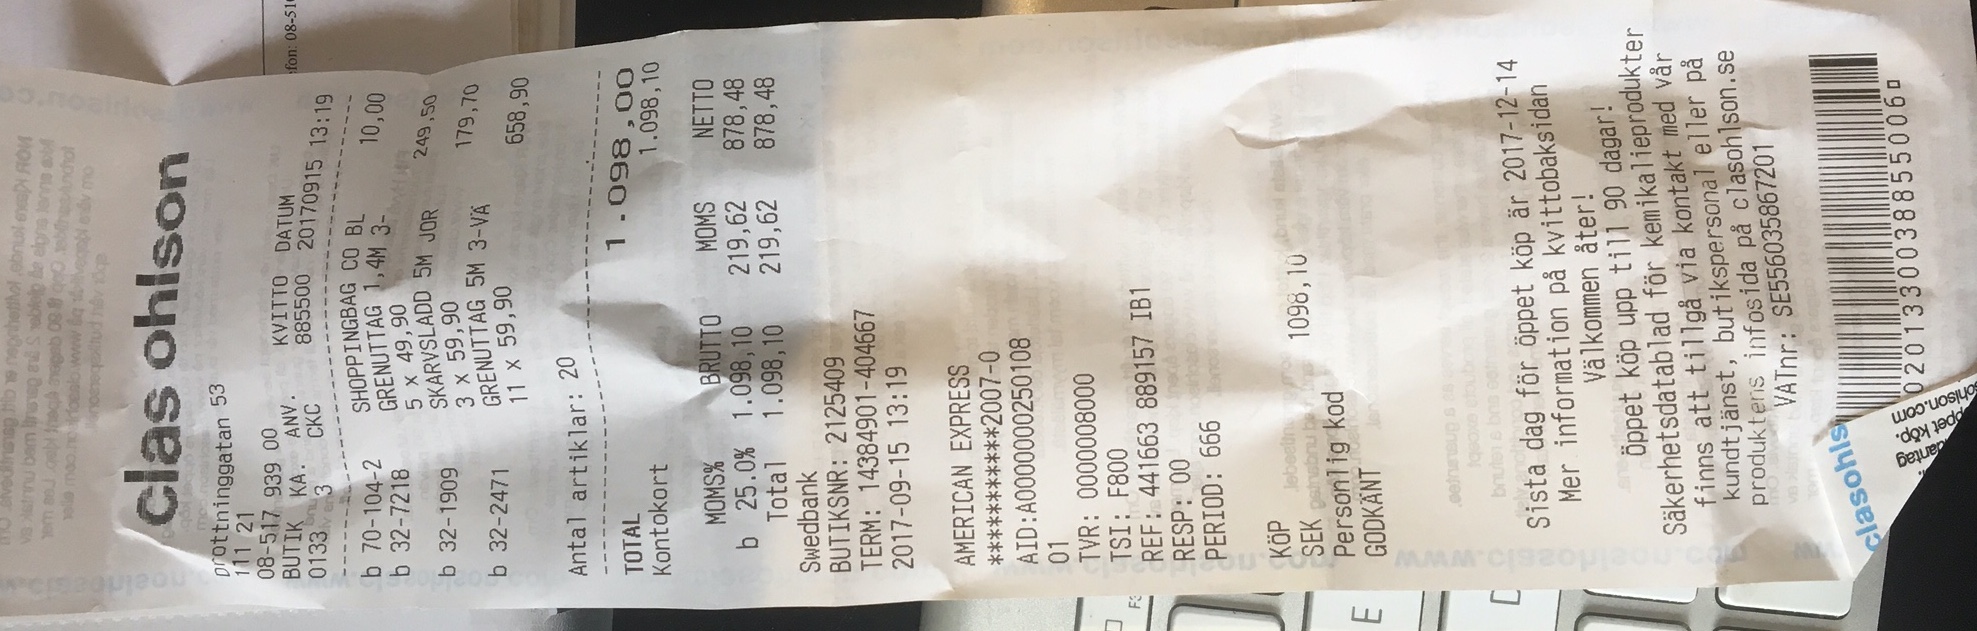 clas ohlson
Drottninggatan 53
111 21
08-517 939 00
BUTIK KA. ANV. KVITTO DATUM
0133 3 CKC 885500 20170915 13:19
b 70-104-2 SHOPPINGBAG CO BL 10,00
b 32-7218 GRENUTTAG 1,4M 3-
5 x 49,90 249,50
b 32-1909 SKARVSLADD 5M JOR
3 x 59,90 179,70
b 32-2471 GRENUTTAG 5M 3-VÄ
11 x 59,90 658,90
Antal artiklar: 20
TOTAL 1.098,00
Kontokort 1.098,10
MOMS% BRUTTO MOMS NETTO
b 25.0% 1.098,10 219,62 878,48
Total 1.098,10 219,62 878,48
Swedbank
BUTIKSNR: 2125409
TERM: 14384901-404667
2017-09-15 13:19
AMERICAN EXPRESS
***********2007-0
AID:A0000000250108
01
TVR: 0000008000
TSI: F800
REF: 441663 889157 IB1
RESP: 00
PERIOD: 666
KÖP
SEK 1098,10
Personlig kod
GODKÄNT
Sista dag för öppet köp är 2017-12-14
Mer information på kvittobaksidan
Välkommen åter!
Öppet köp upp till 90 dagar!
Säkerhetsdatablad för kemikalieprodukter
finns att tillgå via kontakt med vår
kundtjänst, butikspersonal eller på
produktens infosida på clasohlson.se
VATnr: SE556035867201
clasohls
0201330038855006
fon: 08-51
F3
E
D